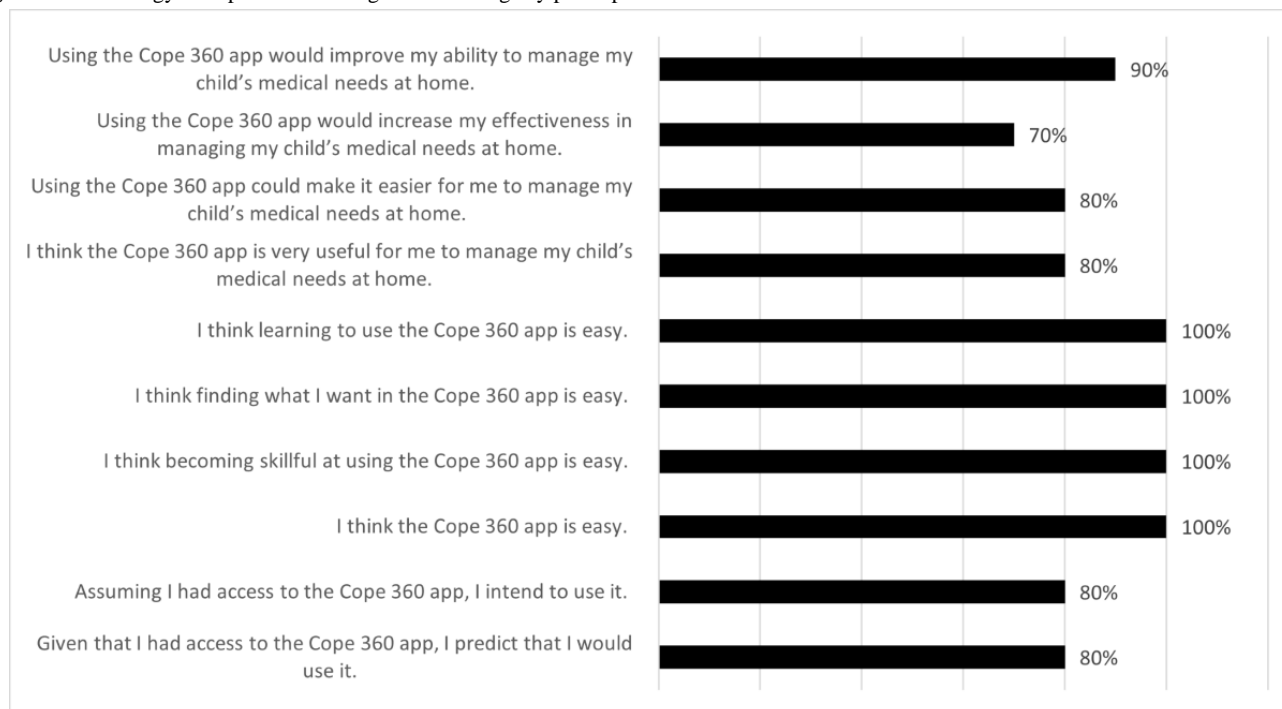 Using the Cope 360 app would improve my ability to manage my
child’s medical needs at home.
90%
Using the Cope 360 app would increase my effectiveness in
managing my child’s medical needs at home.
70%
Using the Cope 360 app could make it easier for me to manage my
child’s medical needs at home.
80%
I think the Cope 360 app is very useful for me to manage my child’s
medical needs at home.
80%
I think learning to use the Cope 360 app is easy.
100%
I think finding what I want in the Cope 360 app is easy.
100%
I think becoming skillful at using the Cope 360 app is easy.
100%
I think the Cope 360 app is easy.
100%
Assuming I had access to the Cope 360 app, I intend to use it.
80%
Given that I had access to the Cope 360 app, I predict that I would
use it.
80%